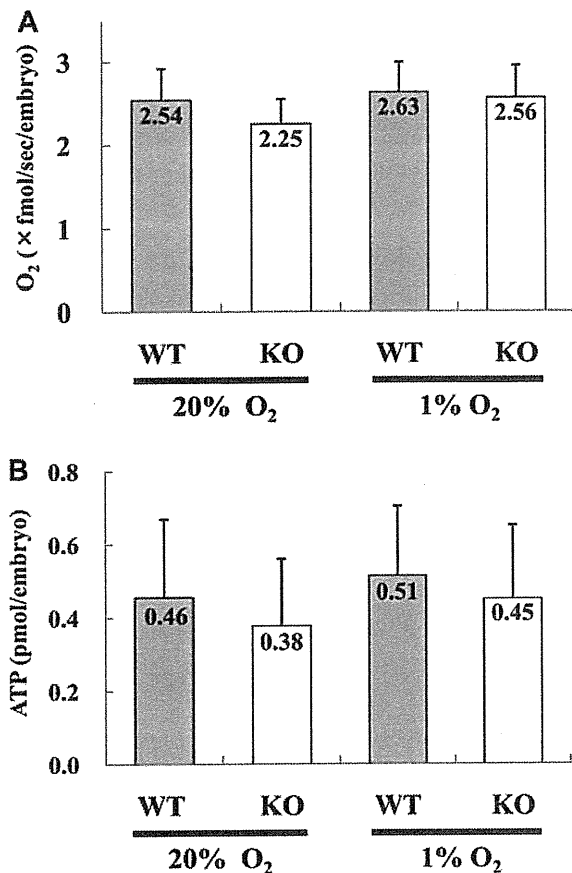 A
O₂ (× fmol/sec/embryo)
3
2
1
0
2.54
2.25
2.63
2.56
WT KO WT KO
20% O₂ 1% O₂
B
ATP (pmol/embryo)
0.8
0.6
0.4
0.2
0.0
0.46
0.38
0.51
0.45
WT KO WT KO
20% O₂ 1% O₂